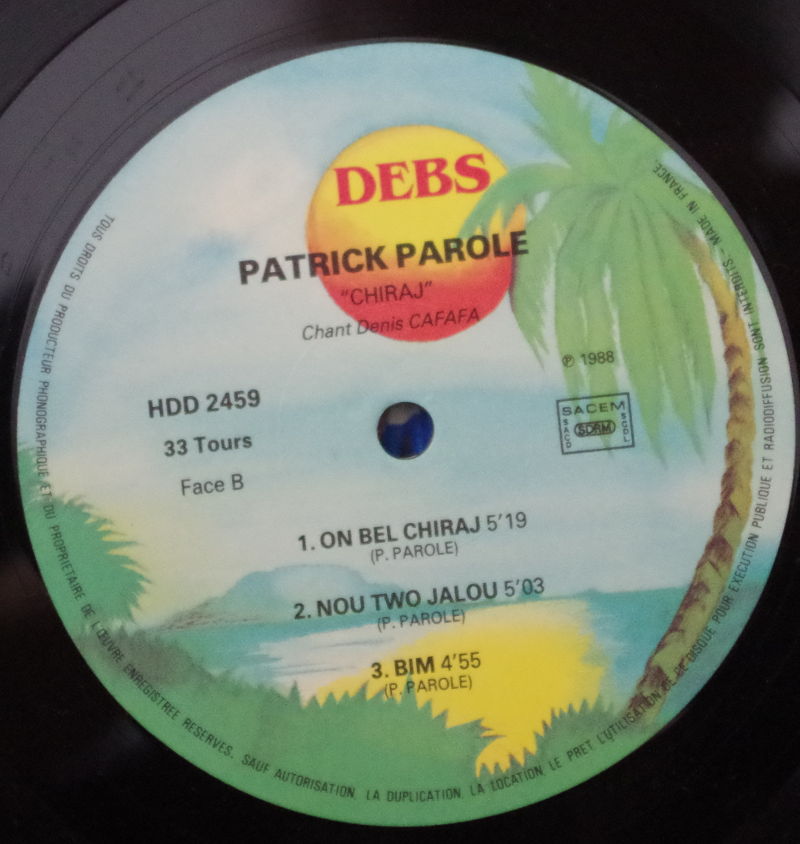 DEBS
PATRICK PAROLE
"CHIRAJ"
Chant Denis CAFAFA
℗ 1988
HDD 2459
33 Tours
Face B
SACEM
SACD
SDRM
SGDL
1. ON BEL CHIRAJ 5'19
(P. PAROLE)
2. NOU TWO JALOU 5'03
(P. PAROLE)
3. BIM 4'55
(P. PAROLE)
TOUS DROITS DU PRODUCTEUR PHONOGRAPHIQUE ET DU PROPRIETAIRE DE L'ŒUVRE ENREGISTREE RESERVES. SAUF AUTORISATION, LA DUPLICATION, LA LOCATION, LE PRET, L'UTILISATION DE CE DISQUE POUR EXECUTION PUBLIQUE ET RADIODIFFUSION SONT INTERDITS - MADE IN FRANCE.